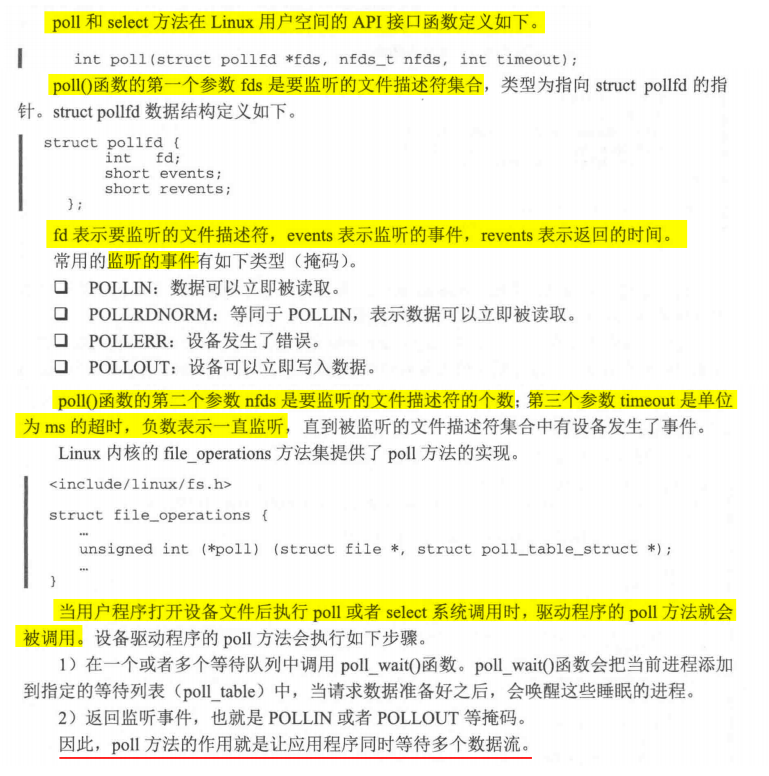 poll 和 select 方法在 Linux 用户空间的 API 接口函数定义如下。
int poll(struct pollfd *fds, nfds_t nfds, int timeout);
poll()函数的第一个参数 fds 是要监听的文件描述符集合，类型为指向 struct pollfd 的指
针。struct pollfd 数据结构定义如下。
struct pollfd {
int fd;
short events;
short revents;
};
fd 表示要监听的文件描述符，events 表示监听的事件，revents 表示返回的时间。
常用的监听的事件有如下类型（掩码）。
❑ POLLIN：数据可以立即被读取。
❑ POLLRDNORM：等同于 POLLIN，表示数据可以立即被读取。
❑ POLLERR：设备发生了错误。
❑ POLLOUT：设备可以立即写入数据。
poll()函数的第二个参数 nfds 是要监听的文件描述符的个数；第三个参数 timeout 是单位
为 ms 的超时，负数表示一直监听，直到被监听的文件描述符集合中有设备发生了事件。
Linux 内核的 file_operations 方法集提供了 poll 方法的实现。
<include/linux/fs.h>
struct file_operations {
…
unsigned int (*poll) (struct file *, struct poll_table_struct *);
…
}
当用户程序打开设备文件后执行 poll 或者 select 系统调用时，驱动程序的 poll 方法就会
被调用。设备驱动程序的 poll 方法会执行如下步骤。
1）在一个或者多个等待队列中调用 poll_wait()函数。poll_wait()函数会把当前进程添加
到指定的等待列表（poll_table）中，当请求数据准备好之后，会唤醒这些睡眠的进程。
2）返回监听事件，也就是 POLLIN 或者 POLLOUT 等掩码。
因此，poll 方法的作用就是让应用程序同时等待多个数据流。